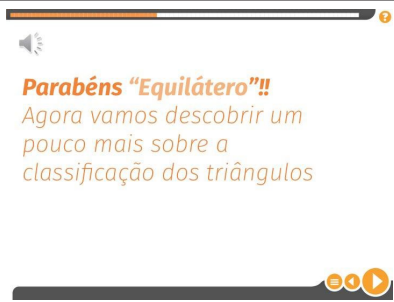 Parabéns “Equilátero”!!
Agora vamos descobrir um
pouco mais sobre a
classificação dos triângulos